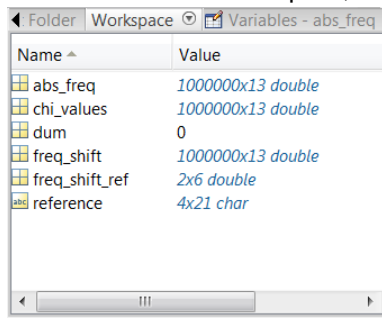 Folder Workspace Variables - abs_freq
Name Value
abs_freq 1000000x13 double
chi_values 1000000x13 double
dum 0
freq_shift 1000000x13 double
freq_shift_ref 2x6 double
abc reference 4x21 char